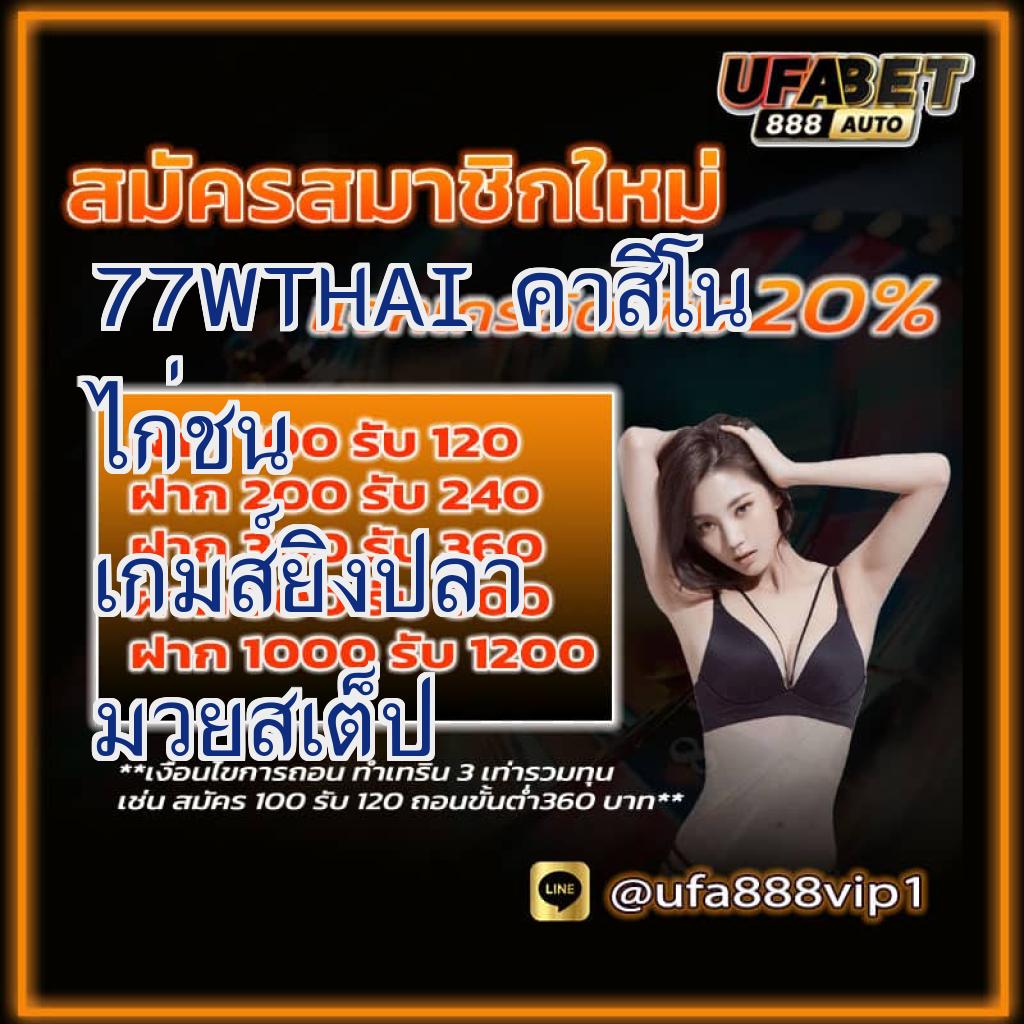 UFABET
888 AUTO
สมัครสมาชิกใหม่
77WTHAI คาสิโน
20%
ไก่ชน
รับ 120
ฝาก 200 รับ 240
เกมส์ยิงปลา
ฝาก 1000 รับ 1200
มวยสเต็ป
**เงื่อนไขการถอน ทำเทริน 3 เท่ารวมทุน
เช่น สมัคร 100 รับ 120 ถอนขั้นต่ำ360 บาท**
LINE @ufa888vip1